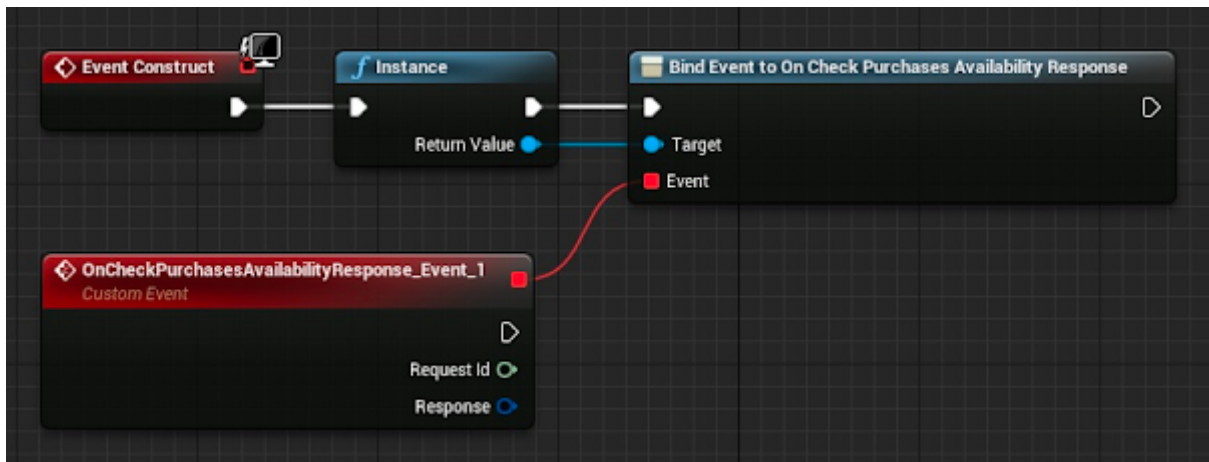 Event Construct
Instance
Return Value
Bind Event to On Check Purchases Availability Response
Target
Event
OnCheckPurchasesAvailabilityResponse_Event_1
Custom Event
Request Id
Response